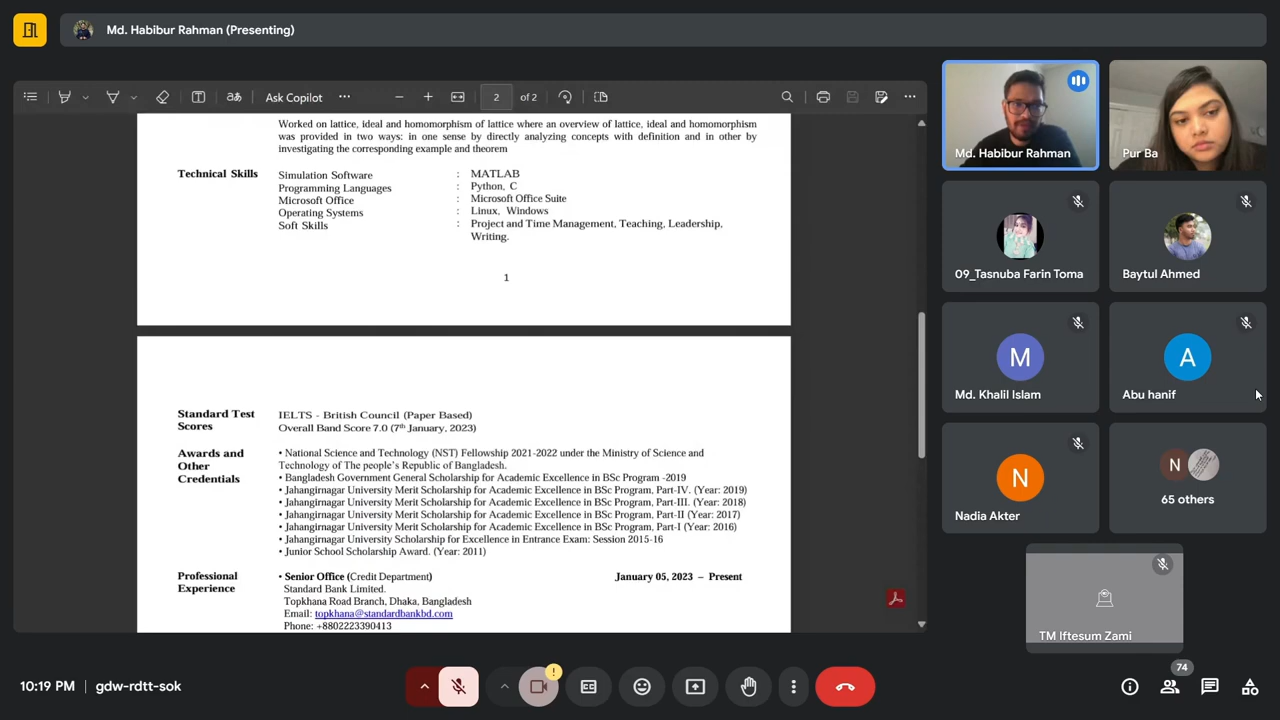 Md. Habibur Rahman (Presenting)
Ask Copilot
2
of 2
Worked on lattice, ideal and homomorphism of lattice where an overview of lattice, ideal and homomorphism
was provided in two ways: in one sense by directly analyzing concepts with definition and in other by
investigating the corresponding example and theorem
Technical Skills
Simulation Software : MATLAB
Programming Languages : Python, C
Microsoft Office : Microsoft Office Suite
Operating Systems : Linux, Windows
Soft Skills : Project and Time Management, Teaching, Leadership,
Writing.
1
Standard Test
Scores
IELTS - British Council (Paper Based)
Overall Band Score 7.0 (7th January, 2023)
Awards and
Other
Credentials
• National Science and Technology (NST) Fellowship 2021-2022 under the Ministry of Science and
Technology of The people's Republic of Bangladesh.
• Bangladesh Government General Scholarship for Academic Excellence in BSc Program -2019
• Jahangirnagar University Merit Scholarship for Academic Excellence in BSc Program, Part-IV. (Year: 2019)
• Jahangirnagar University Merit Scholarship for Academic Excellence in BSc Program, Part-III. (Year: 2018)
• Jahangirnagar University Merit Scholarship for Academic Excellence in BSc Program, Part-II (Year: 2017)
• Jahangirnagar University Merit Scholarship for Academic Excellence in BSc Program, Part-I (Year: 2016)
• Jahangirnagar University Scholarship for Excellence in Entrance Exam: Session 2015-16
• Junior School Scholarship Award. (Year: 2011)
Professional
Experience
• Senior Office (Credit Department) January 05, 2023 – Present
Standard Bank Limited.
Topkhana Road Branch, Dhaka, Bangladesh
Email: topkhana@standardbankbd.com
Phone: +8802223390413
Md. Habibur Rahman
Pur Ba
09_Tasnuba Farin Toma
Baytul Ahmed
M
Md. Khalil Islam
A
Abu hanif
N
Nadia Akter
N
65 others
TM Iftesum Zami
10:19 PM | gdw-rdtt-sok
74